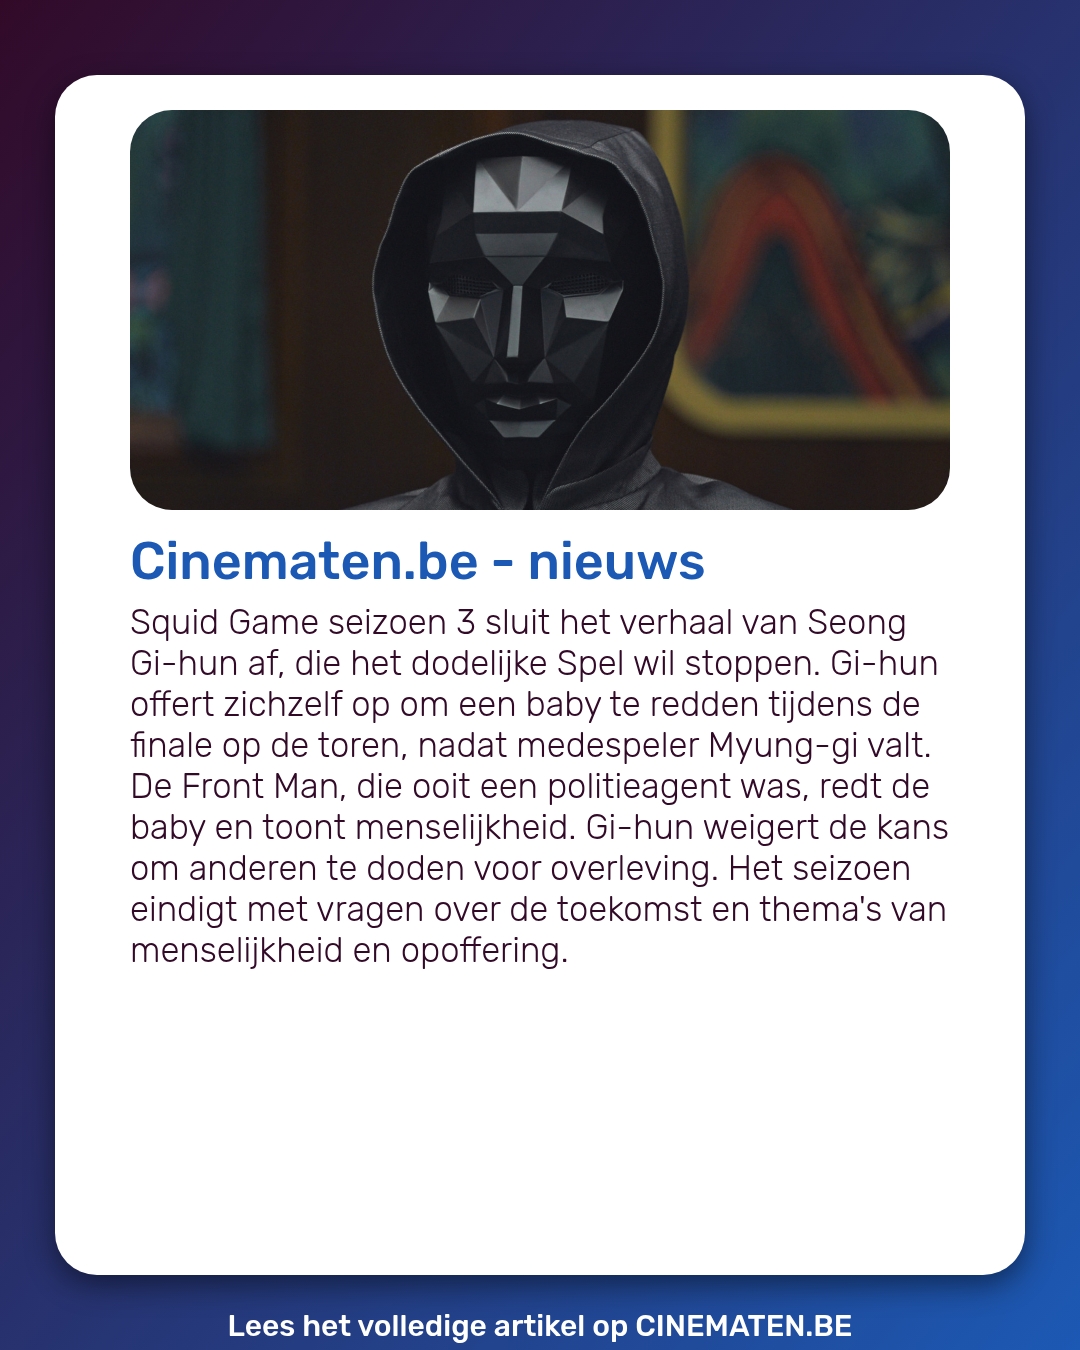 Cinematen.be - nieuws
Squid Game seizoen 3 sluit het verhaal van Seong
Gi-hun af, die het dodelijke Spel wil stoppen. Gi-hun
offert zichzelf op om een baby te redden tijdens de
finale op de toren, nadat medespeler Myung-gi valt.
De Front Man, die ooit een politieagent was, redt de
baby en toont menselijkheid. Gi-hun weigert de kans
om anderen te doden voor overleving. Het seizoen
eindigt met vragen over de toekomst en thema's van
menselijkheid en opoffering.
Lees het volledige artikel op CINEMATEN.BE